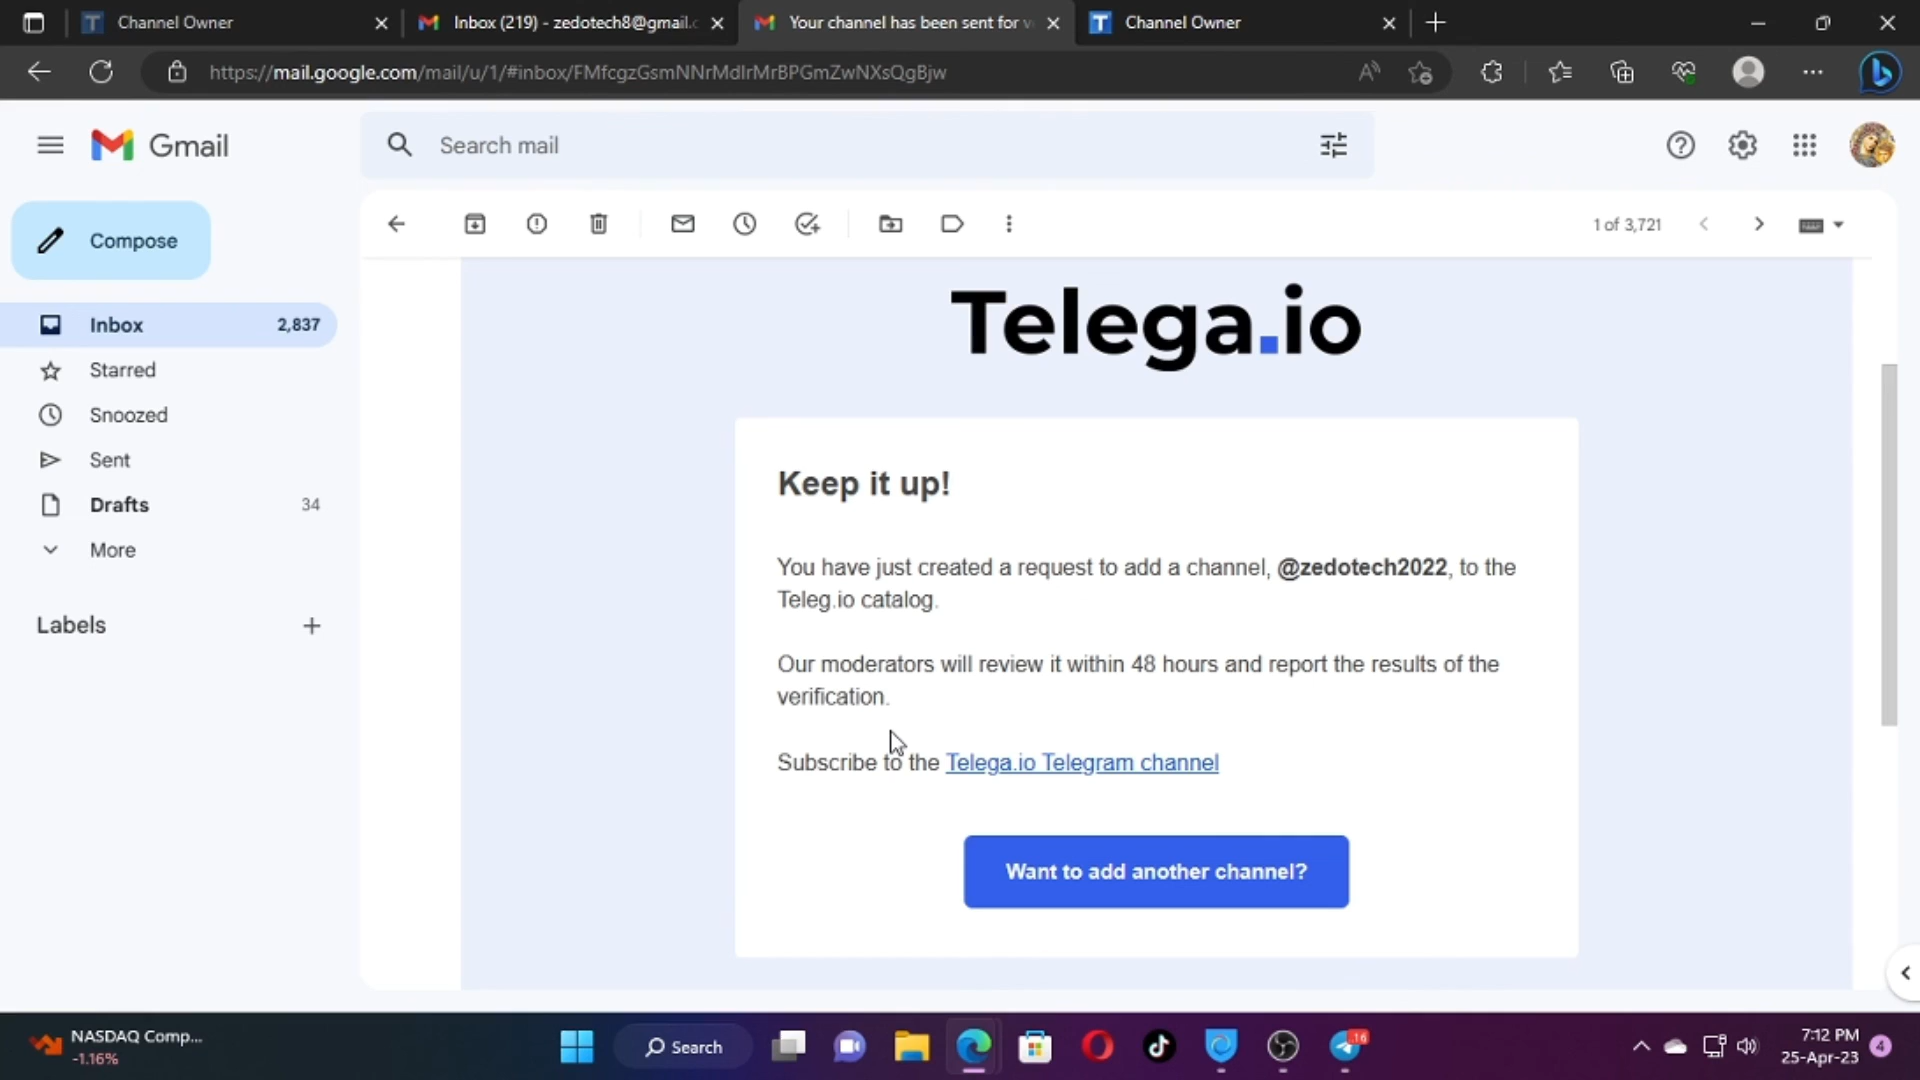 Channel Owner
Inbox (219) - zedotech8@gmail.c
Your channel has been sent for v
Channel Owner
https://mail.google.com/mail/u/1/#inbox/FMfcgzGsmNNrMdlrMrBPGmZwNXsQgBjw
Gmail
Search mail
Compose
1 of 3,721
Inbox 2,837
Starred
Snoozed
Sent
Drafts 34
More
Labels
Telega.io
Keep it up!
You have just created a request to add a channel, @zedotech2022, to the
Teleg.io catalog.
Our moderators will review it within 48 hours and report the results of the
verification.
Subscribe to the Telega.io Telegram channel
Want to add another channel?
NASDAQ Comp...
-1.16%
Search
16
7:12 PM
25-Apr-23
4